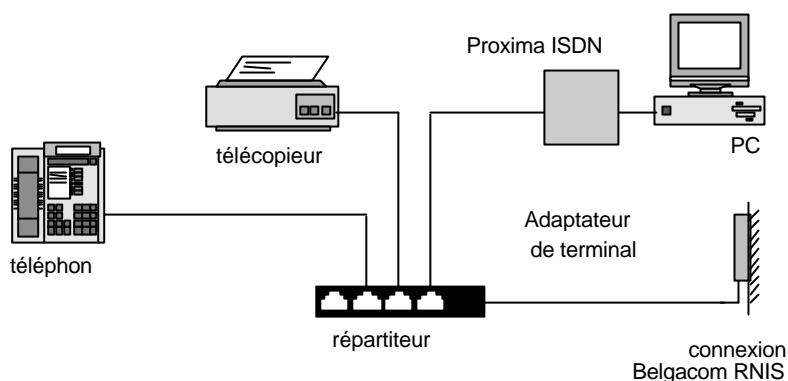 Proxima ISDN
PC
télécopieur
téléphon
Adaptateur
de terminal
répartiteur
connexion
Belgacom RNIS